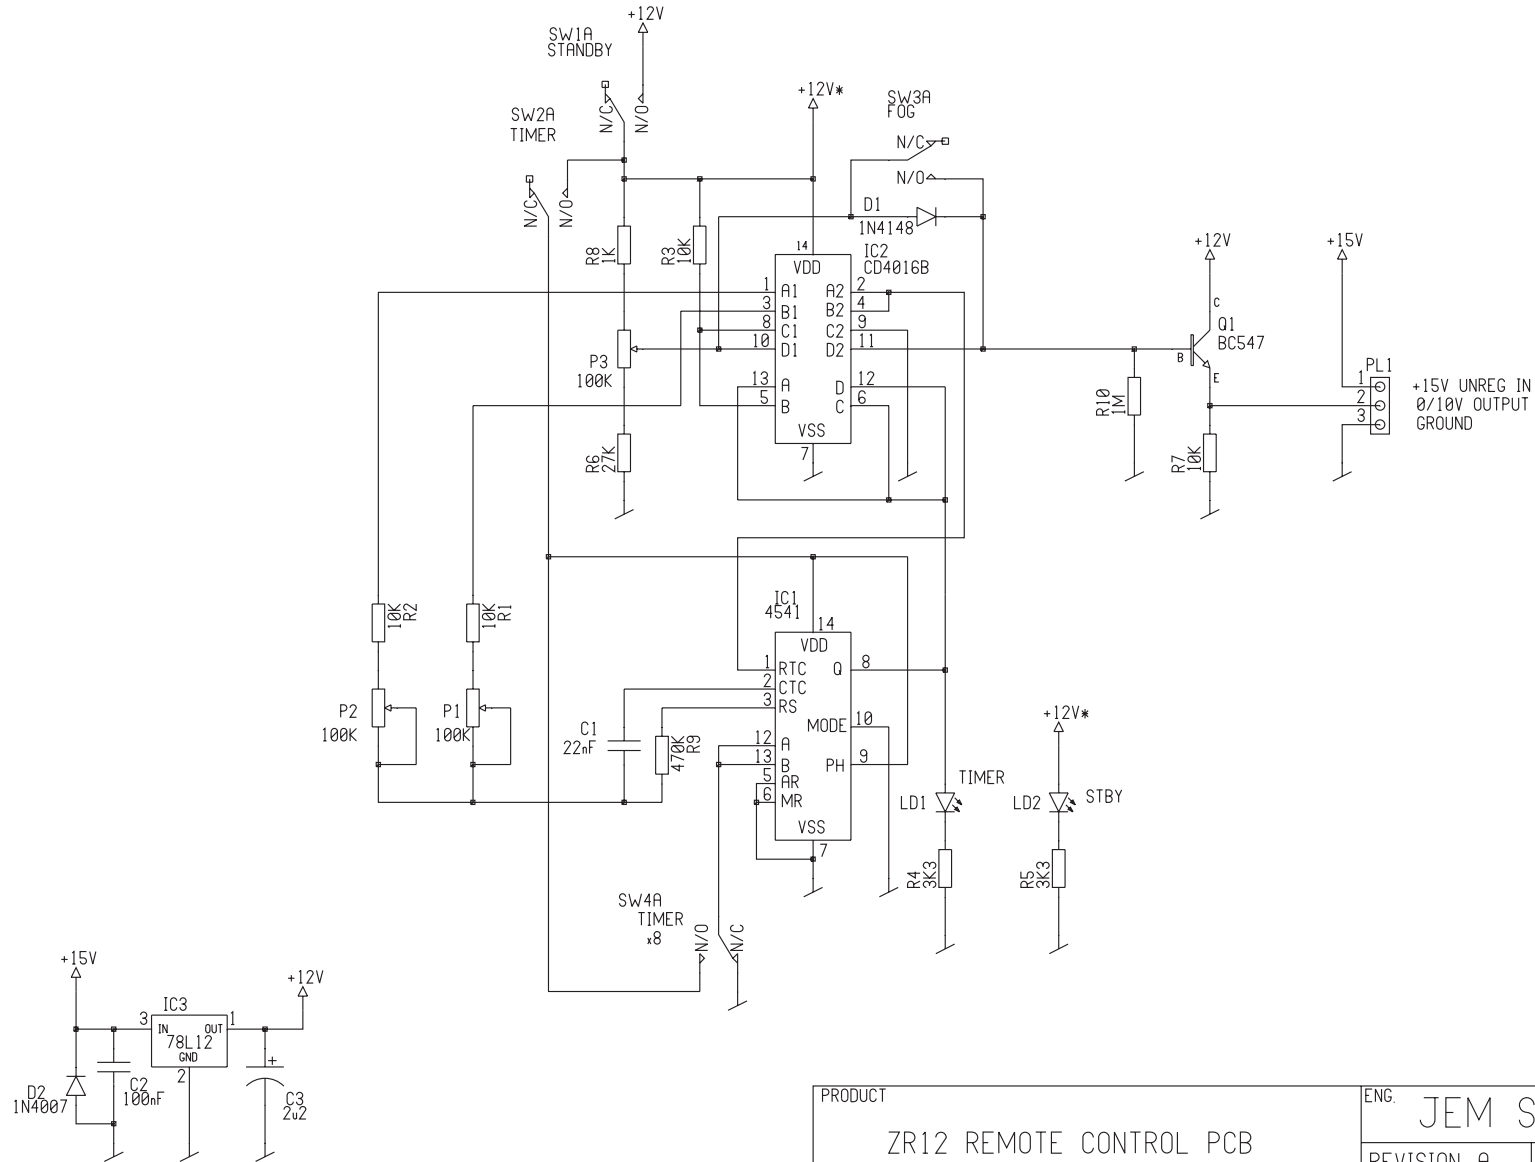 +12V
SW1A
STANDBY
N/C
N/O
SW2A
TIMER
N/C
N/O
+12V*
SW3A
FOG
N/C
N/O
D1
1N4148
R8
1K
R3
10K
14
IC2
CD4016B
VDD
1 A1 A2 2
3 B1 B2 4
8 C1 C2 9
10 D1 D2 11
13 A D 12
5 B C 6
VSS
7
P3
100K
R6
27K
+12V
C
Q1
BC547
B
E
R10
1M
R7
10K
+15V
PL1
1 +15V UNREG IN
2 0/10V OUTPUT
3 GROUND
10K
R2
10K
R1
P2
100K
P1
100K
C1
22nF
470K
R9
IC1
4541
14
VDD
1 RTC Q 8
2 CTC
3 RS
MODE 10
12 A
13 B PH 9
5 AR
6 MR
VSS
7
TIMER
LD1
R4
3K3
+12V*
LD2 STBY
R5
3K3
SW4A
TIMER
x8
N/O
N/C
+15V
+12V
IC3
3 IN OUT 1
78L12
GND
2
D2
1N4007
C2
100nF
+
C3
2u2
PRODUCT
ZR12 REMOTE CONTROL PCB
ENG.
JEM S
REVISION A